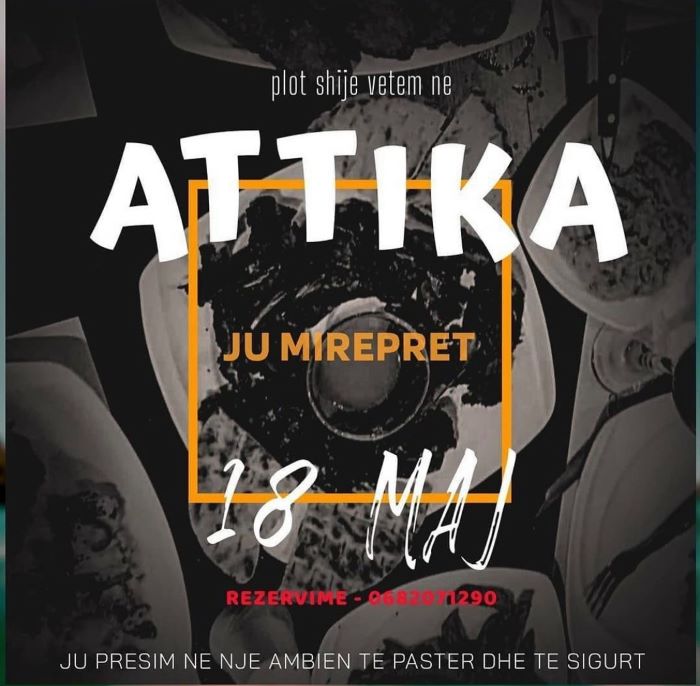 plot shije vetem ne
ATTIKA
JU MIREPRET
18 MAJ
REZERVIME - 0682071290
JU PRESIM NE NJE AMBIEN TE PASTER DHE TE SIGURT